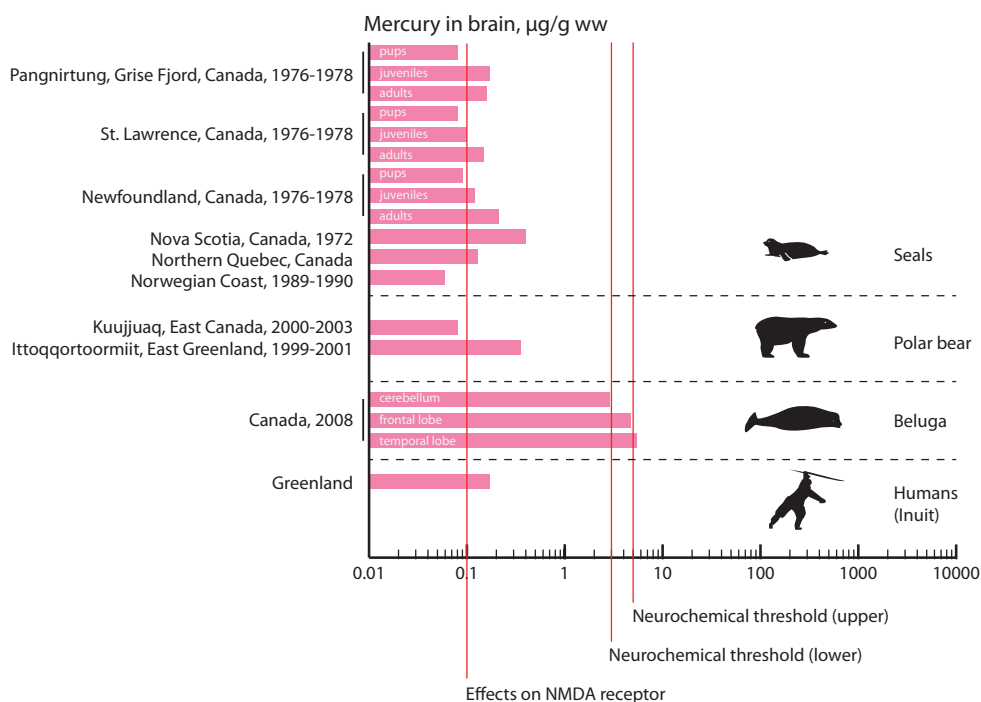 Mercury in brain, µg/g ww
pups
Pangnirtung, Grise Fjord, Canada, 1976-1978
juveniles
adults
pups
St. Lawrence, Canada, 1976-1978
juveniles
adults
pups
Newfoundland, Canada, 1976-1978
juveniles
adults
Nova Scotia, Canada, 1972
Northern Quebec, Canada
Seals
Norwegian Coast, 1989-1990
Kuujjuaq, East Canada, 2000-2003
Ittoqqortoormiit, East Greenland, 1999-2001
Polar bear
cerebellum
Canada, 2008
frontal lobe
Beluga
temporal lobe
Greenland
Humans
(Inuit)
0.01 0.1 1 10 100 1000 10000
Neurochemical threshold (upper)
Neurochemical threshold (lower)
Effects on NMDA receptor